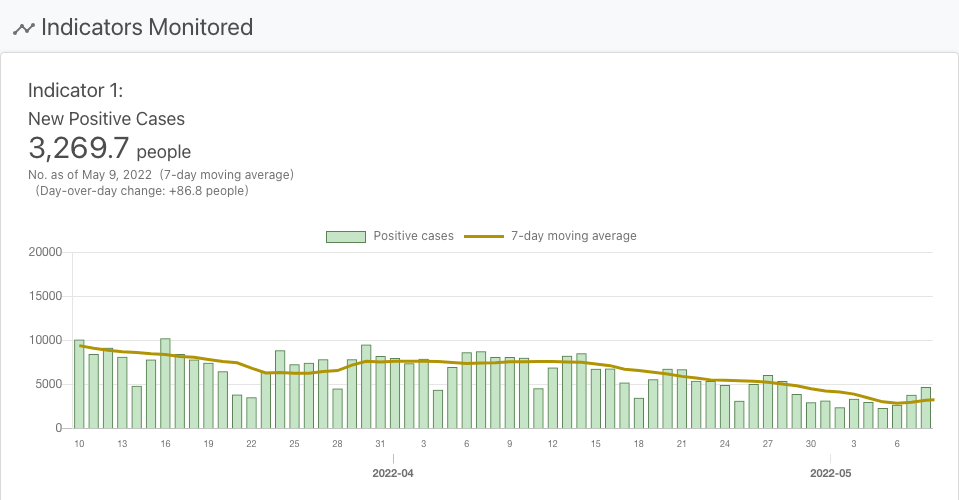 Indicators Monitored
Indicator 1:
New Positive Cases
3,269.7 people
No. as of May 9, 2022 (7-day moving average)
(Day-over-day change: +86.8 people)
Positive cases 7-day moving average
20000
15000
10000
5000
0
10 13 16 19 22 25 28 31 3 6 9 12 15 18 21 24 27 30 3 6
2022-04 2022-05